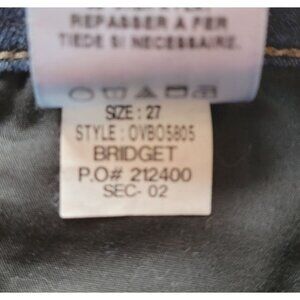 REPASSER A FER
TIEDE SI NECESSAIRE.
SIZE: 27
STYLE: OVBO5805
BRIDGET
P.O# 212400
SEC- 02